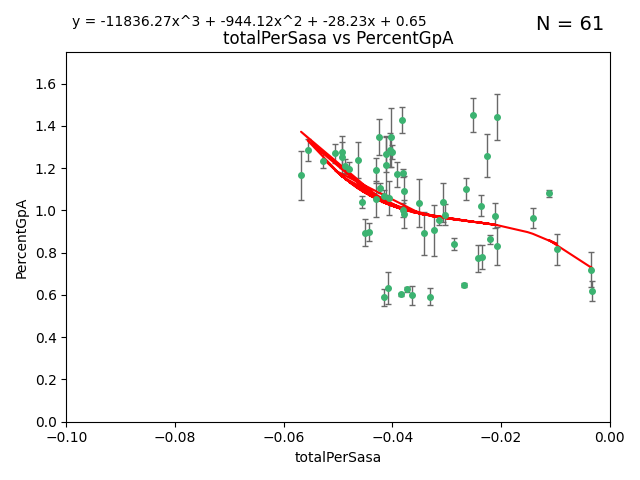 y = -11836.27x^3 + -944.12x^2 + -28.23x + 0.65
N = 61
totalPerSasa vs PercentGpA
1.6
1.4
1.2
1.0
0.8
0.6
0.4
0.2
0.0
PercentGpA
−0.10 −0.08 −0.06 −0.04 −0.02 0.00
totalPerSasa